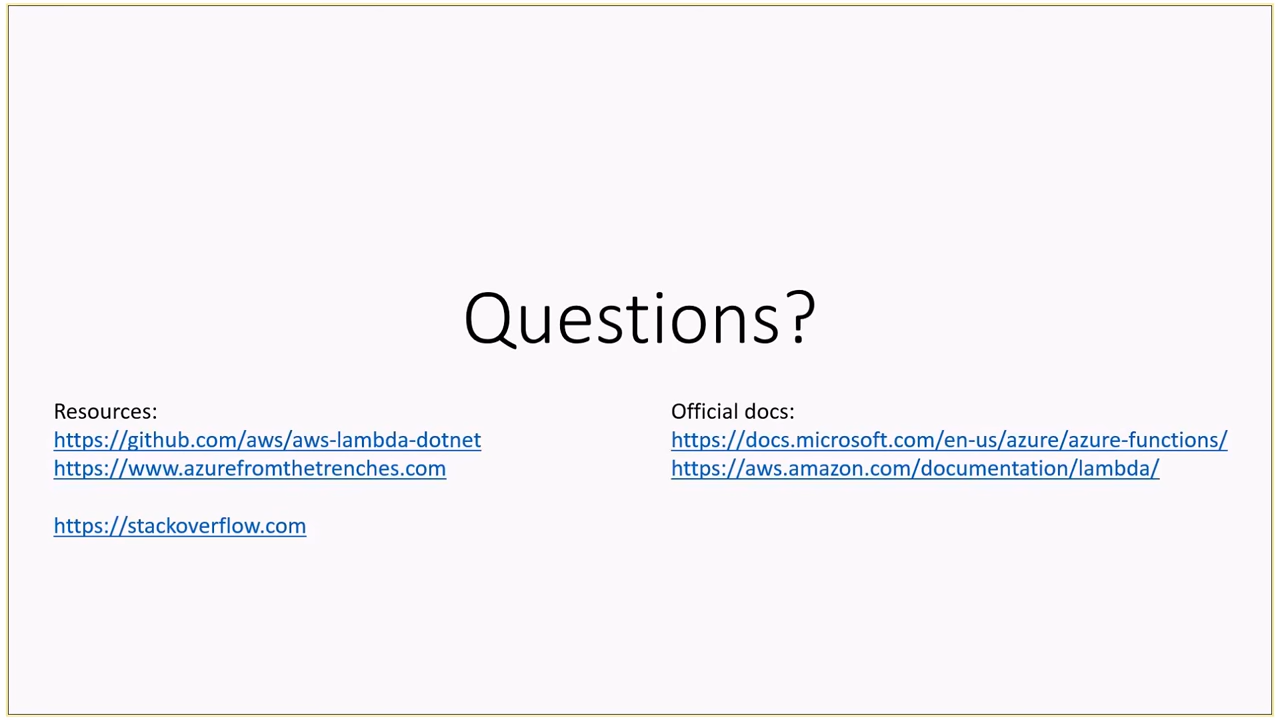 Questions?
Resources:
https://github.com/aws/aws-lambda-dotnet
https://www.azurefromthetrenches.com
https://stackoverflow.com
Official docs:
https://docs.microsoft.com/en-us/azure/azure-functions/
https://aws.amazon.com/documentation/lambda/